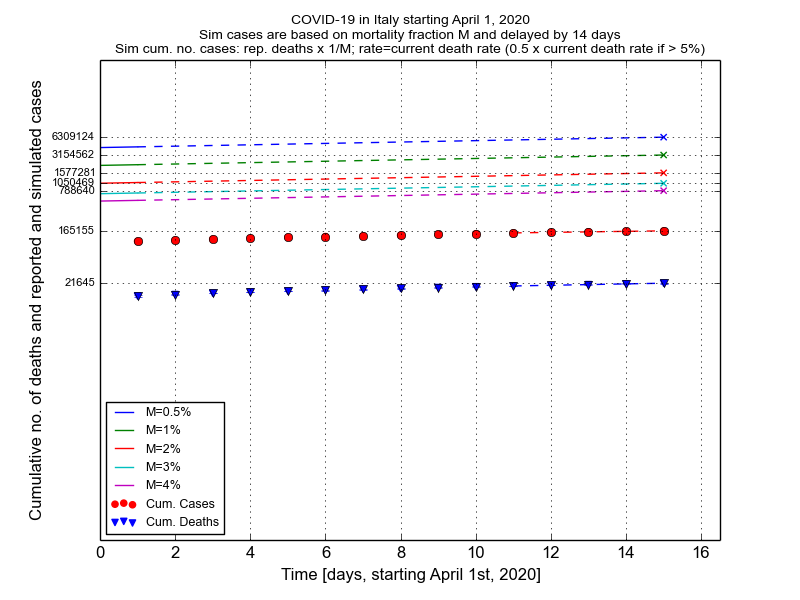 COVID-19 in Italy starting April 1, 2020
Sim cases are based on mortality fraction M and delayed by 14 days
Sim cum. no. cases: rep. deaths x 1/M; rate=current death rate (0.5 x current death rate if > 5%)
Cumulative no. of deaths and reported and simulated cases
6309124
3154562
1577281
1050469
788640
165155
21645
M=0.5%
M=1%
M=2%
M=3%
M=4%
Cum. Cases
Cum. Deaths
0 2 4 6 8 10 12 14 16
Time [days, starting April 1st, 2020]